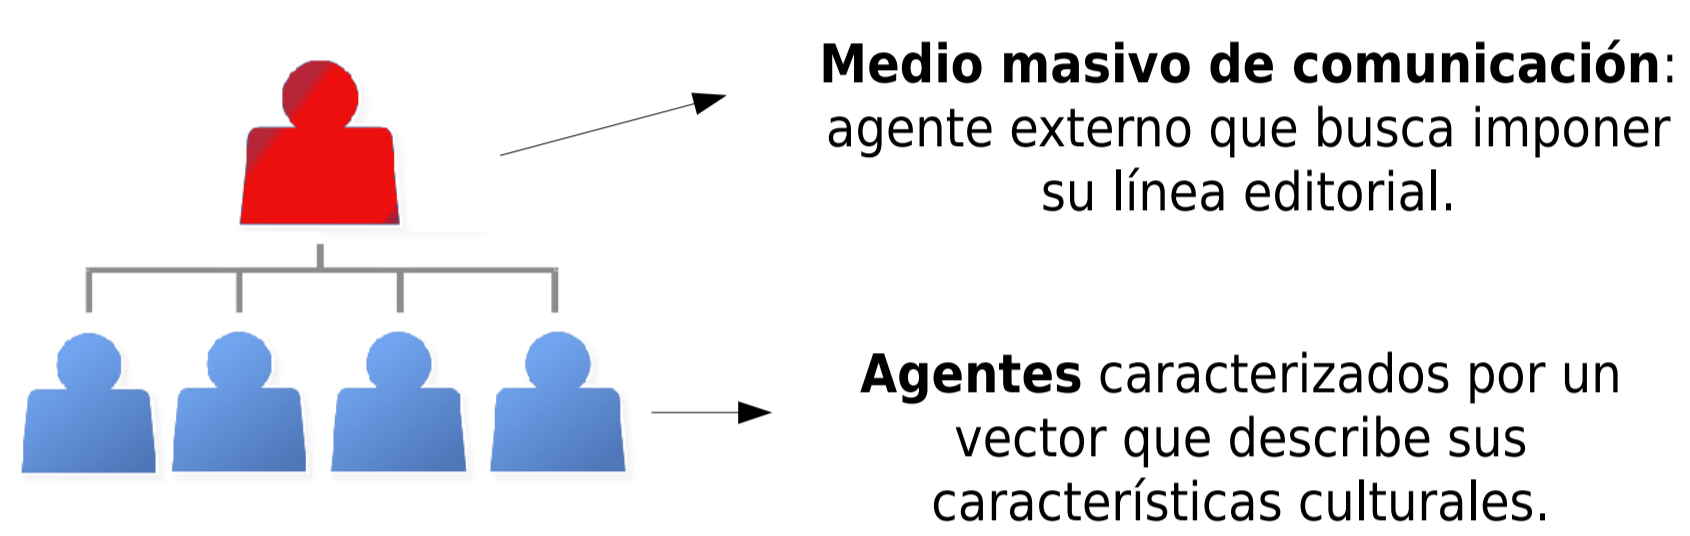 Medio masivo de comunicación:
agente externo que busca imponer
su línea editorial.
Agentes caracterizados por un
vector que describe sus
características culturales.